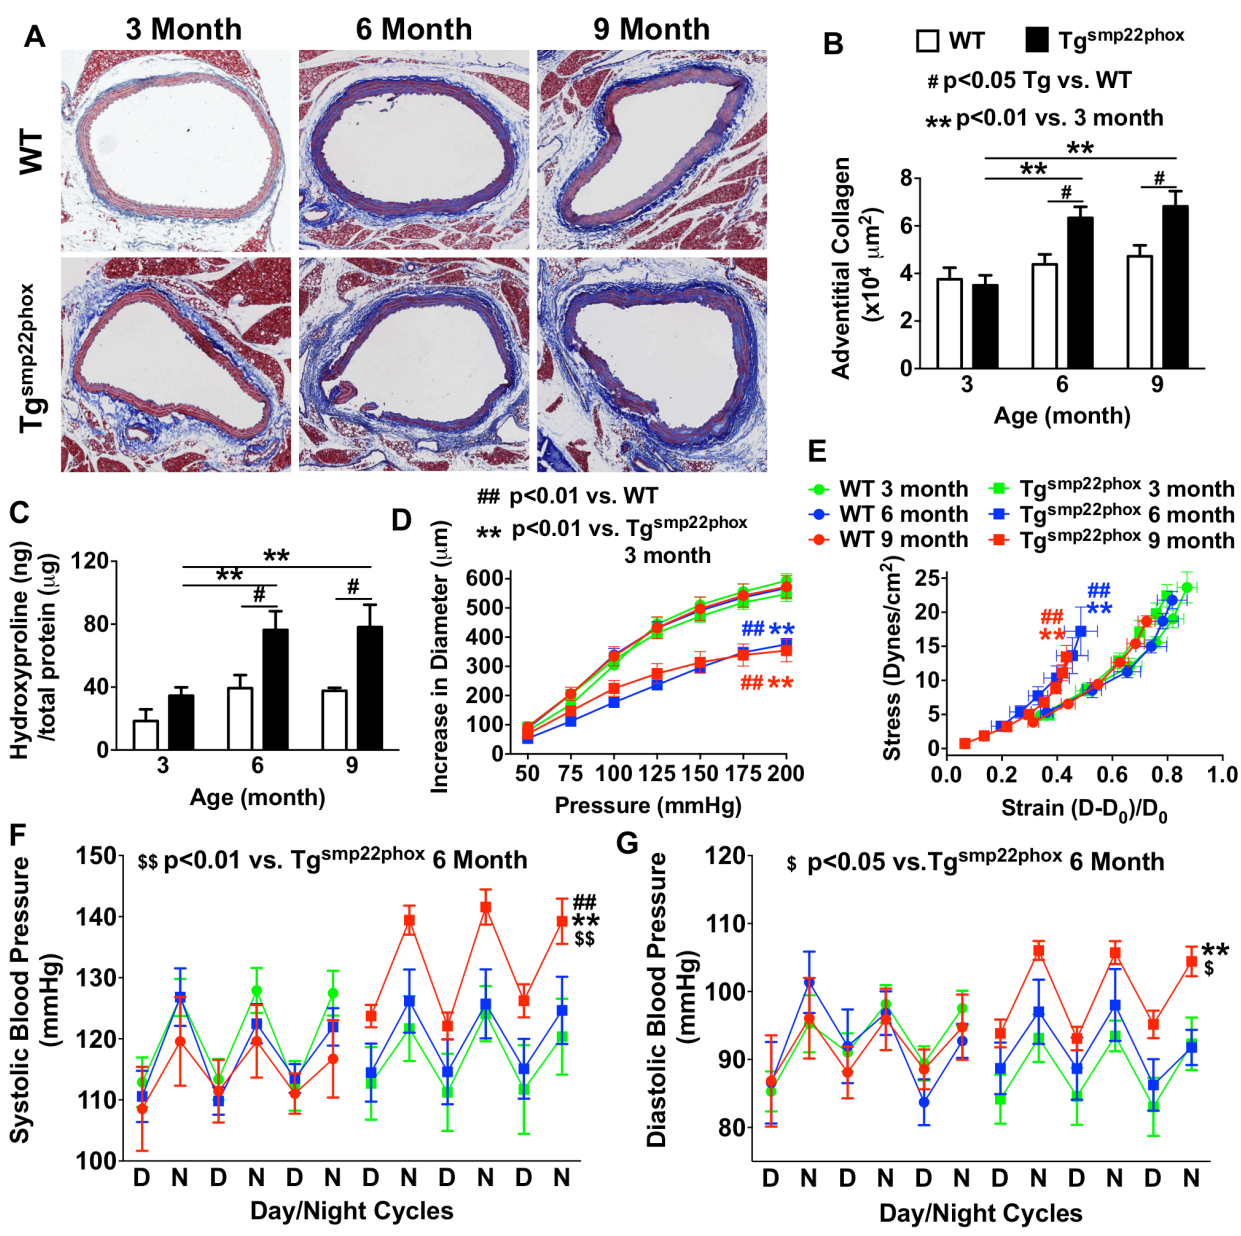 A
3 Month
6 Month
9 Month
WT
Tgsmp22phox
B
WT
Tgsmp22phox
# p<0.05 Tg vs. WT
** p<0.01 vs. 3 month
Adventitial Collagen
(x10⁴ μm2)
8
6
4
2
0
**
**
#
#
3
6
9
Age (month)
C
Hydroxyproline (ng)
/total protein (μg)
120
80
40
0
**
**
#
#
3
6
9
Age (month)
## p<0.01 vs. WT
** p<0.01 vs. Tgsmp22phox
3 month
D
Increase in Diameter (μm)
600
500
400
300
200
100
0
## **
## **
50
75
100
125
150
175
200
Pressure (mmHg)
E
WT 3 month
Tgsmp22phox 3 month
WT 6 month
Tgsmp22phox 6 month
WT 9 month
Tgsmp22phox 9 month
Stress (Dynes/cm²)
25
20
15
10
5
0
##
**
##
**
0.0
0.2
0.4
0.6
0.8
1.0
Strain (D-D₀)/D₀
F
$$ p<0.01 vs. Tgsmp22phox 6 Month
Systolic Blood Pressure
(mmHg)
150
140
130
120
110
100
##
**
$$
D N D N D N D N D N D N
Day/Night Cycles
G
$ p<0.05 vs.Tgsmp22phox 6 Month
Diastolic Blood Pressure
(mmHg)
120
110
100
90
80
**
$
D N D N D N D N D N D N
Day/Night Cycles